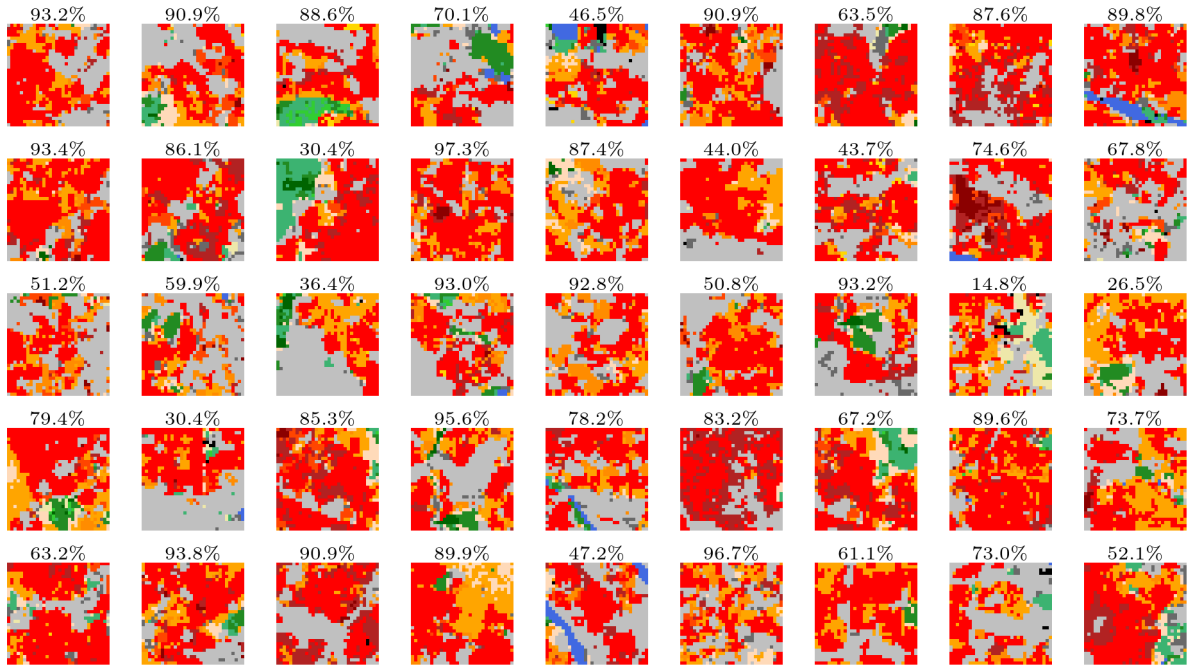 93.2% 90.9% 88.6% 70.1% 46.5% 90.9% 63.5% 87.6% 89.8%
93.4% 86.1% 30.4% 97.3% 87.4% 44.0% 43.7% 74.6% 67.8%
51.2% 59.9% 36.4% 93.0% 92.8% 50.8% 93.2% 14.8% 26.5%
79.4% 30.4% 85.3% 95.6% 78.2% 83.2% 67.2% 89.6% 73.7%
63.2% 93.8% 90.9% 89.9% 47.2% 96.7% 61.1% 73.0% 52.1%